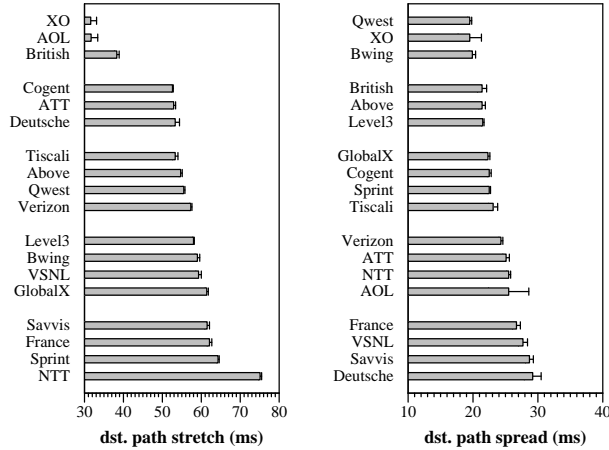 XO
AOL
British
Cogent
ATT
Deutsche
Tiscali
Above
Qwest
Verizon
Level3
Bwing
VSNL
GlobalX
Savvis
France
Sprint
NTT
30 40 50 60 70 80
dst. path stretch (ms)
Qwest
XO
Bwing
British
Above
Level3
GlobalX
Cogent
Sprint
Tiscali
Verizon
ATT
NTT
AOL
France
VSNL
Savvis
Deutsche
10 20 30 40
dst. path spread (ms)